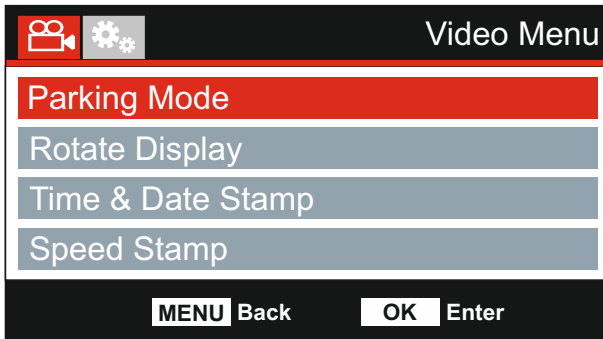 Video Menu
Parking Mode
Rotate Display
Time & Date Stamp
Speed Stamp
MENU Back OK Enter